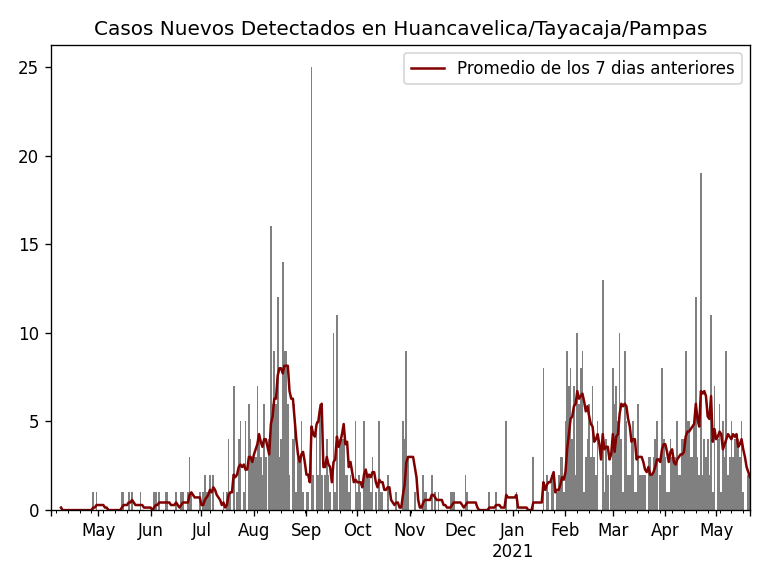 Casos Nuevos Detectados en Huancavelica/Tayacaja/Pampas
Promedio de los 7 dias anteriores
25
20
15
10
5
0
May Jun Jul Aug Sep Oct Nov Dec Jan Feb Mar Apr May
2021